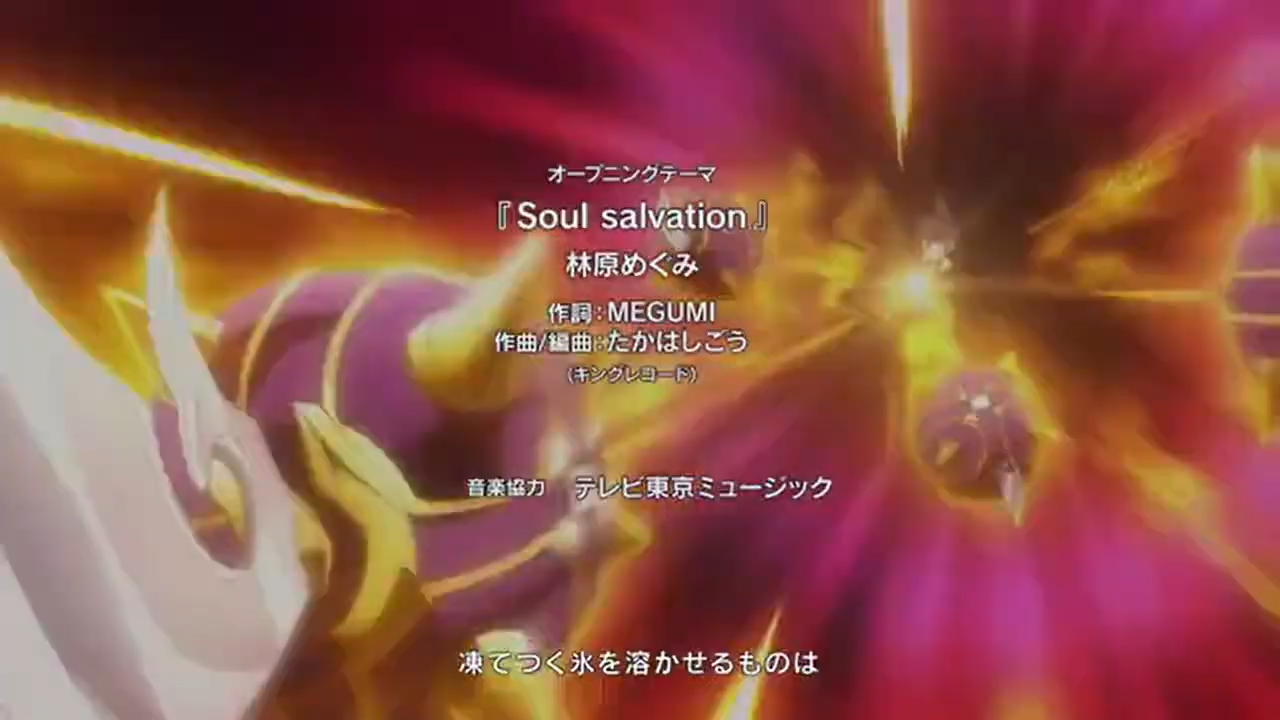 オープニングテーマ
『Soul salvation』
林原めぐみ
作詞:MEGUMI
作曲/編曲:たかはしごう
(キングレコード)
音楽協力 テレビ東京ミュージック
凍てつく氷を溶かせるものは